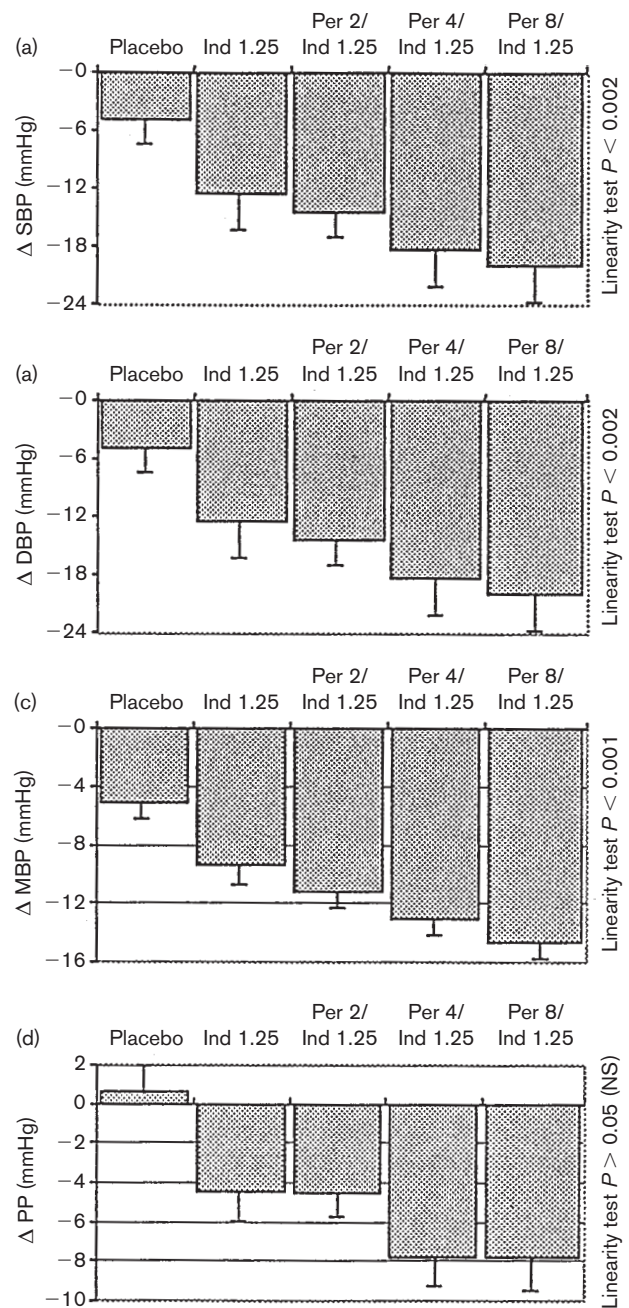 (a) Placebo Ind 1.25 Per 2/ Ind 1.25 Per 4/ Ind 1.25 Per 8/ Ind 1.25
−0
−6
−12
−18
−24
Δ SBP (mmHg)
Linearity test P < 0.002
(a) Placebo Ind 1.25 Per 2/ Ind 1.25 Per 4/ Ind 1.25 Per 8/ Ind 1.25
−0
−6
−12
−18
−24
Δ DBP (mmHg)
Linearity test P < 0.002
(c) Placebo Ind 1.25 Per 2/ Ind 1.25 Per 4/ Ind 1.25 Per 8/ Ind 1.25
−0
−4
−8
−12
−16
Δ MBP (mmHg)
Linearity test P < 0.001
(d) Placebo Ind 1.25 Per 2/ Ind 1.25 Per 4/ Ind 1.25 Per 8/ Ind 1.25
2
0
−2
−4
−6
−8
−10
Δ PP (mmHg)
Linearity test P > 0.05 (NS)